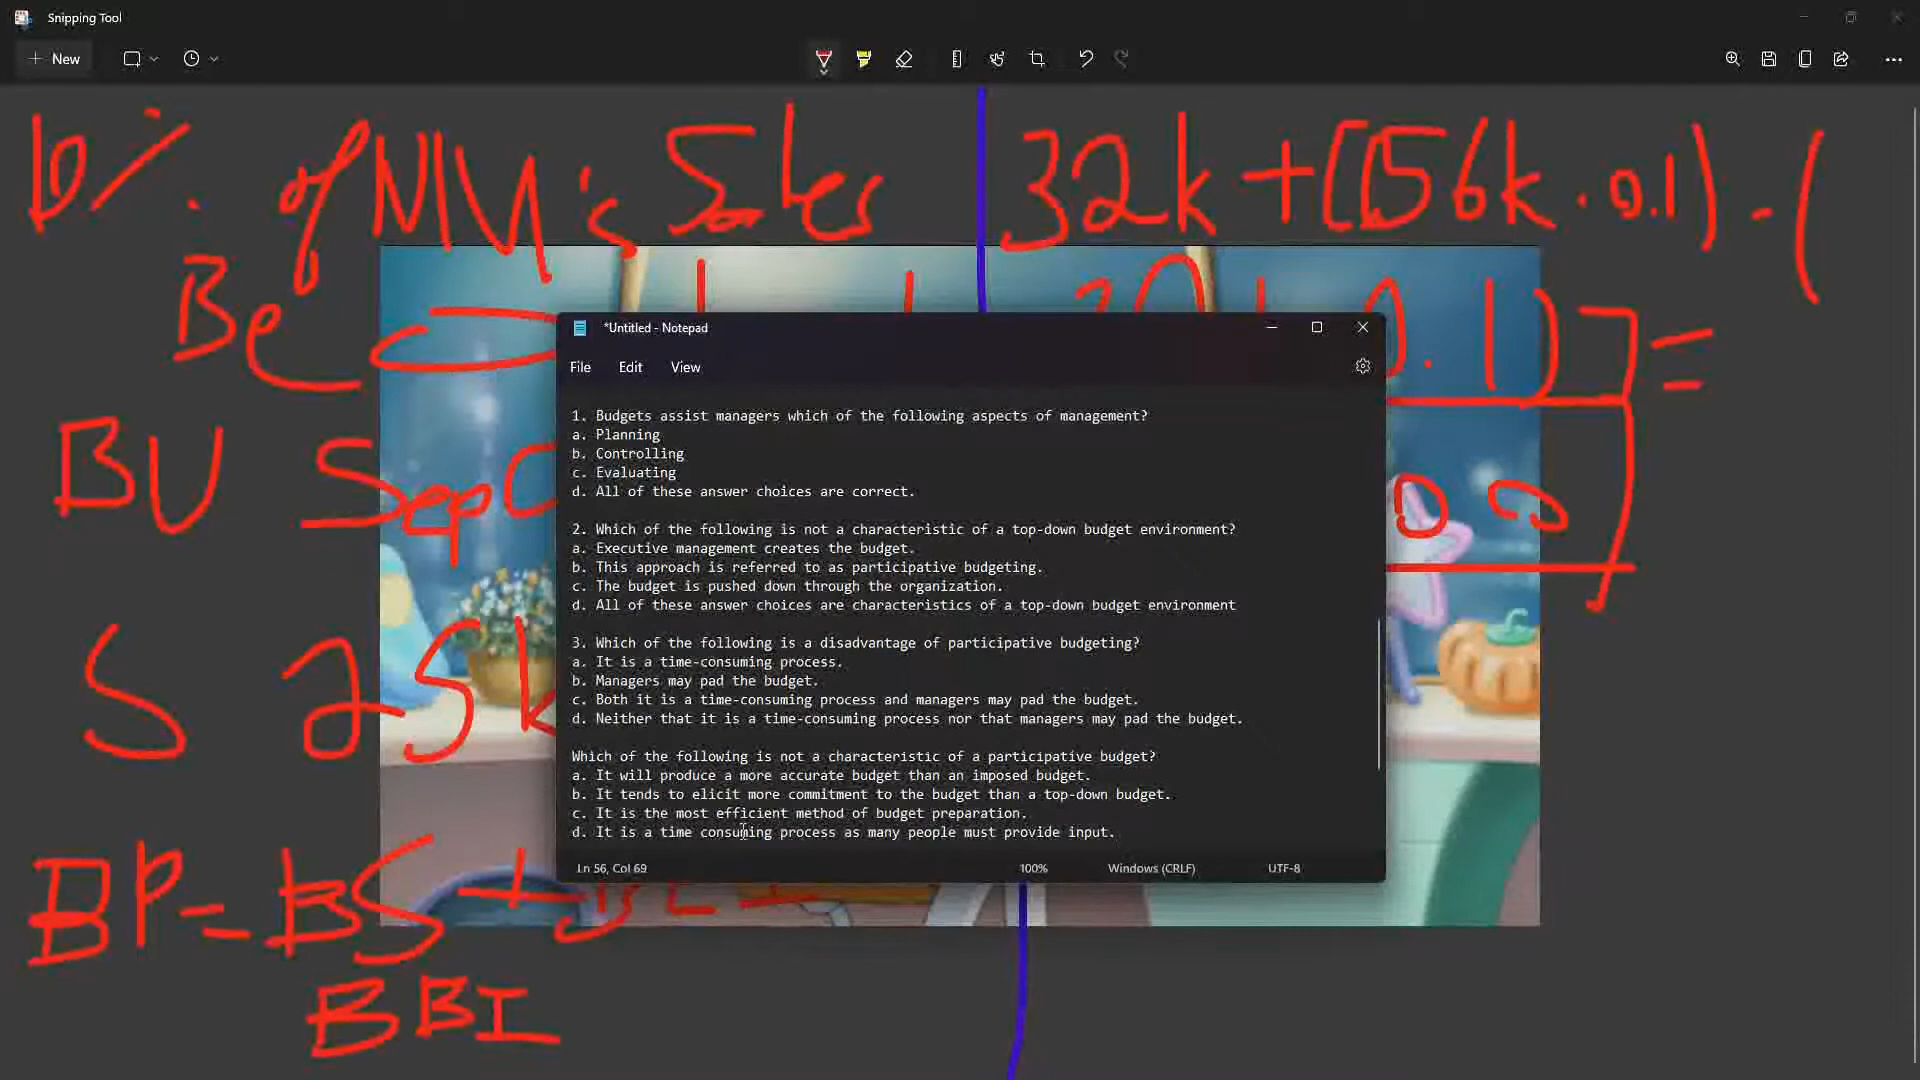 Snipping Tool
New
10% of NM's Sales
32k + [(56k · 0.1) - (
Be
0.1)] =
BU Sep
S 25k
BP = BS +
BBI
*Untitled - Notepad
File Edit View
1. Budgets assist managers which of the following aspects of management?
a. Planning
b. Controlling
c. Evaluating
d. All of these answer choices are correct.
2. Which of the following is not a characteristic of a top-down budget environment?
a. Executive management creates the budget.
b. This approach is referred to as participative budgeting.
c. The budget is pushed down through the organization.
d. All of these answer choices are characteristics of a top-down budget environment
3. Which of the following is a disadvantage of participative budgeting?
a. It is a time-consuming process.
b. Managers may pad the budget.
c. Both it is a time-consuming process and managers may pad the budget.
d. Neither that it is a time-consuming process nor that managers may pad the budget.
Which of the following is not a characteristic of a participative budget?
a. It will produce a more accurate budget than an imposed budget.
b. It tends to elicit more commitment to the budget than a top-down budget.
c. It is the most efficient method of budget preparation.
d. It is a time consuming process as many people must provide input.
Ln 56, Col 69 100% Windows (CRLF) UTF-8